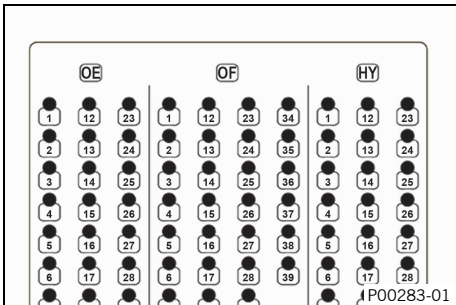 OE OF HY
1 12 23 1 12 23 34 1 12 23
2 13 24 2 13 24 35 2 13 24
3 14 25 3 14 25 36 3 14 25
4 15 26 4 15 26 37 4 15 26
5 16 27 5 16 27 38 5 16 27
6 17 28 6 17 28 39 6 17 28
P00283-01